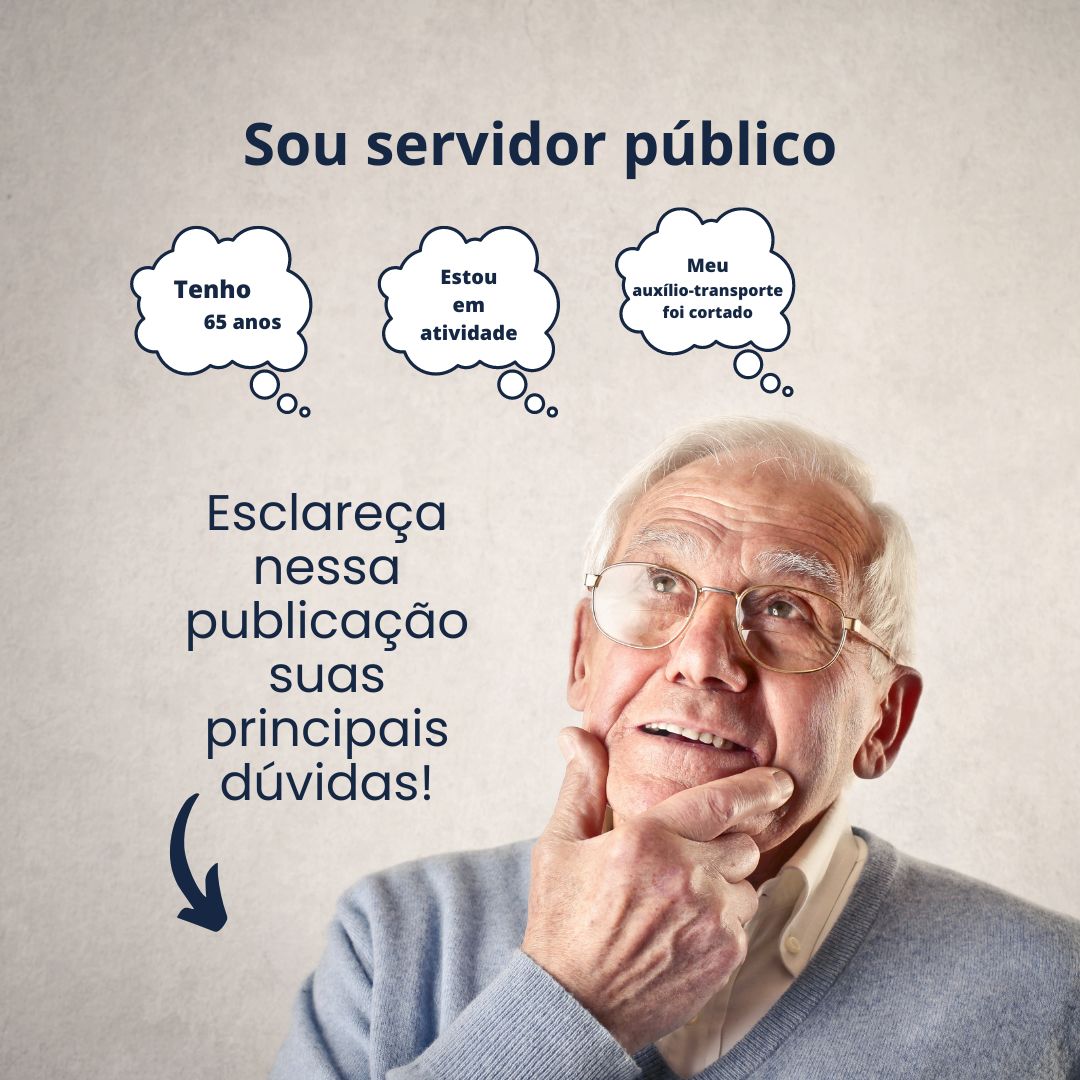 Sou servidor público
Tenho
65 anos
Estou
em
atividade
Meu
auxílio-transporte
foi cortado
Esclareça
nessa
publicação
suas
principais
dúvidas!